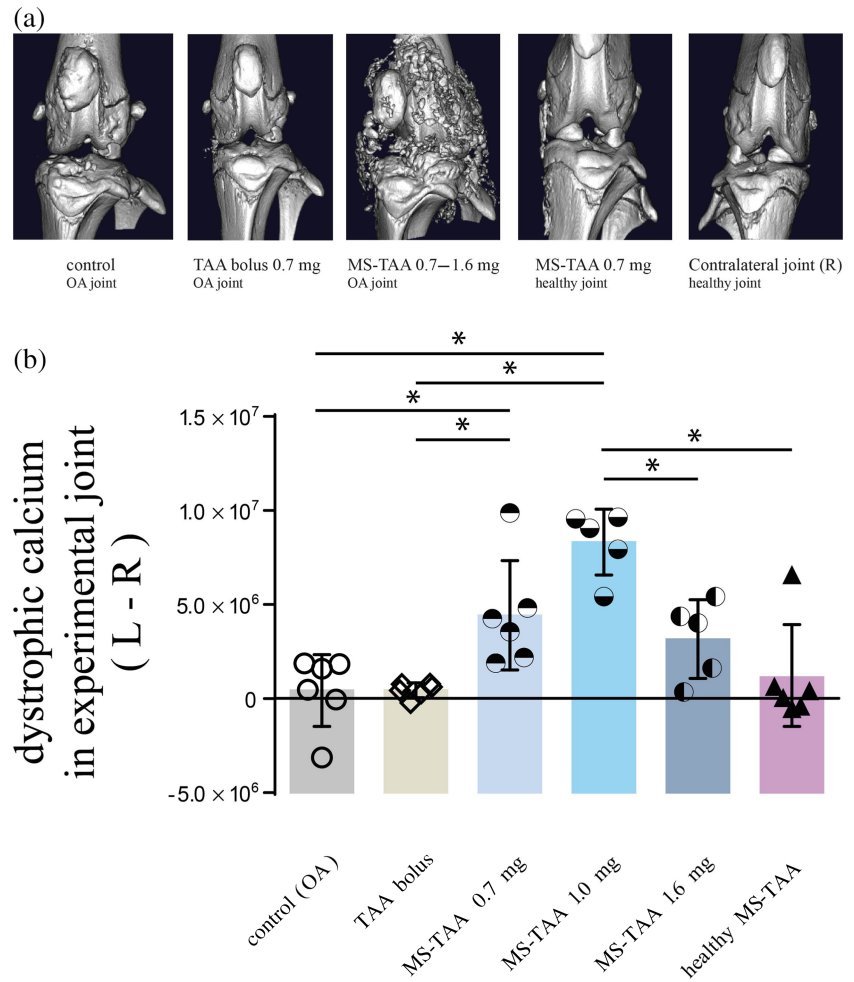 (a)
control
OA joint
TAA bolus 0.7 mg
OA joint
MS-TAA 0.7–1.6 mg
OA joint
MS-TAA 0.7 mg
healthy joint
Contralateral joint (R)
healthy joint
(b)
*
*
*
*
*
*
dystrophic calcium
in experimental joint
( L - R )
1.5 × 10⁷
1.0 × 10⁷
5.0 × 10⁶
0
-5.0 × 10⁶
control (OA)
TAA bolus
MS-TAA 0.7 mg
MS-TAA 1.0 mg
MS-TAA 1.6 mg
healthy MS-TAA